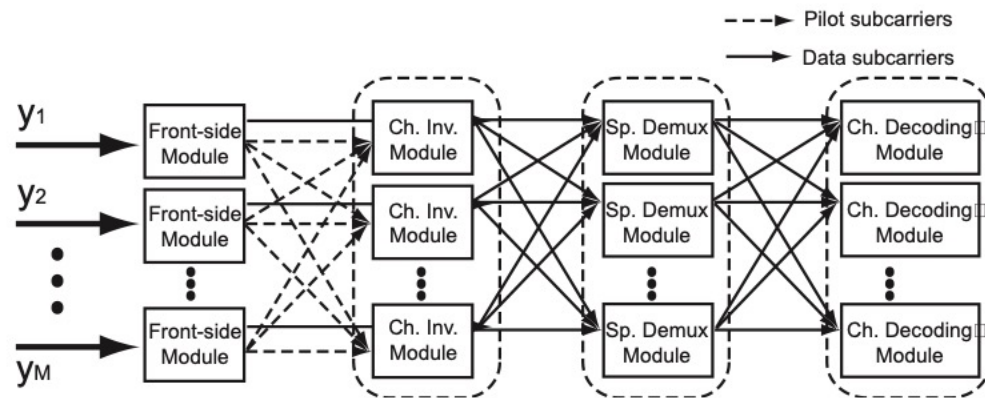 Pilot subcarriers
Data subcarriers
y1
Front-side
Module
Ch. Inv.
Module
Sp. Demux
Module
Ch. Decoding□
Module
y2
Front-side
Module
Ch. Inv.
Module
Sp. Demux
Module
Ch. Decoding□
Module
yM
Front-side
Module
Ch. Inv.
Module
Sp. Demux
Module
Ch. Decoding□
Module